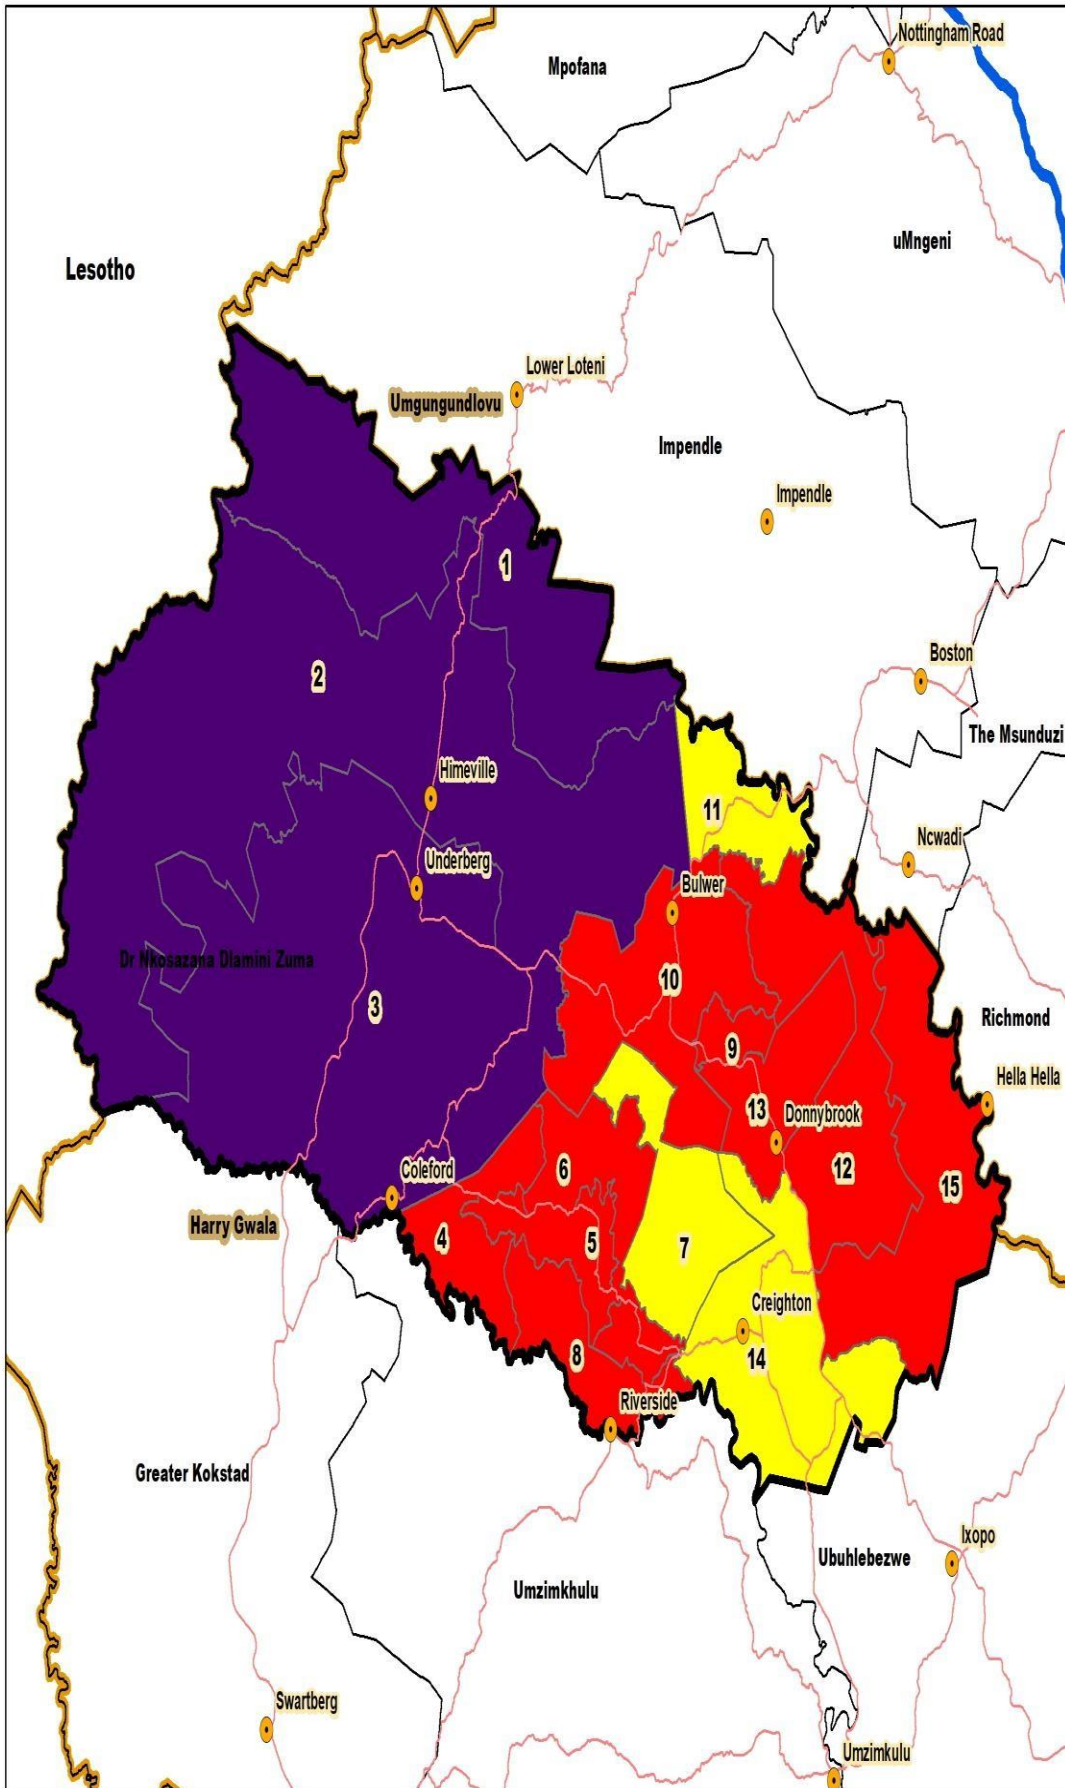 Nottingham Road
Mpofana
uMngeni
Lesotho
Lower Loteni
Umgungundlovu
Impendle
Impendle
1
Boston
2
The Msunduzi
Himeville
11
Ncwadi
Underberg
Bulwer
Dr Nkosazana Dlamini Zuma
10
3
Richmond
9
Hella Hella
13
Donnybrook
6
Coleford
12
15
Harry Gwala
4
5
7
Creighton
8
14
Riverside
Greater Kokstad
Ixopo
Ubuhlebezwe
Umzimkhulu
Swartberg
Umzimkulu